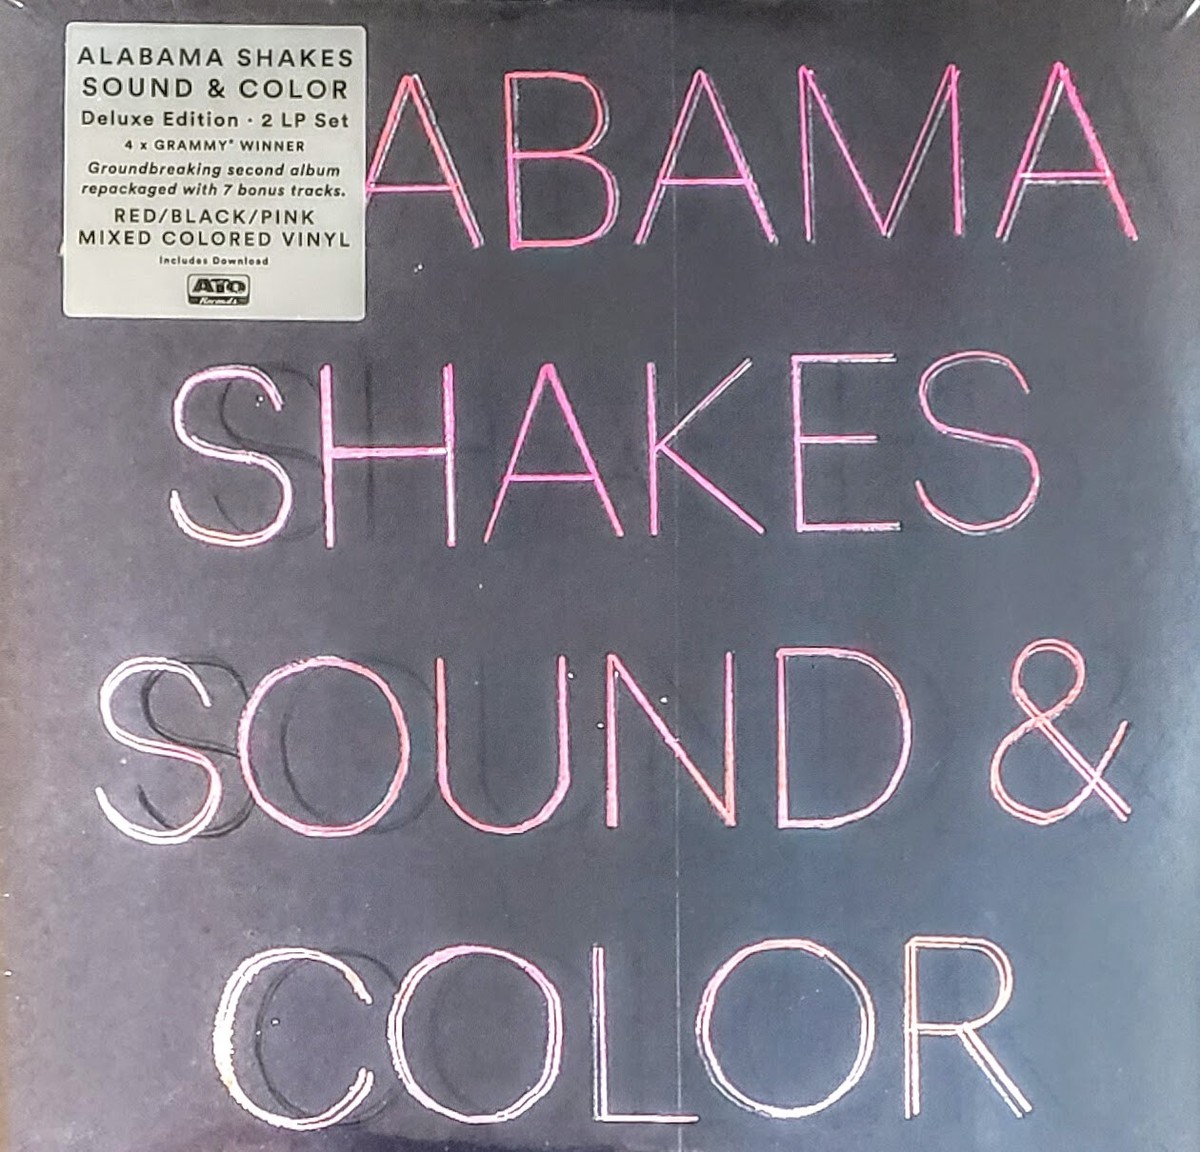 ALABAMA SHAKES
SOUND & COLOR
Deluxe Edition · 2 LP Set
4 x GRAMMY® WINNER
Groundbreaking second album
repackaged with 7 bonus tracks.
RED/BLACK/PINK
MIXED COLORED VINYL
Includes Download
ATO
Records
ABAMA
SHAKES
SOUND &
COLOR